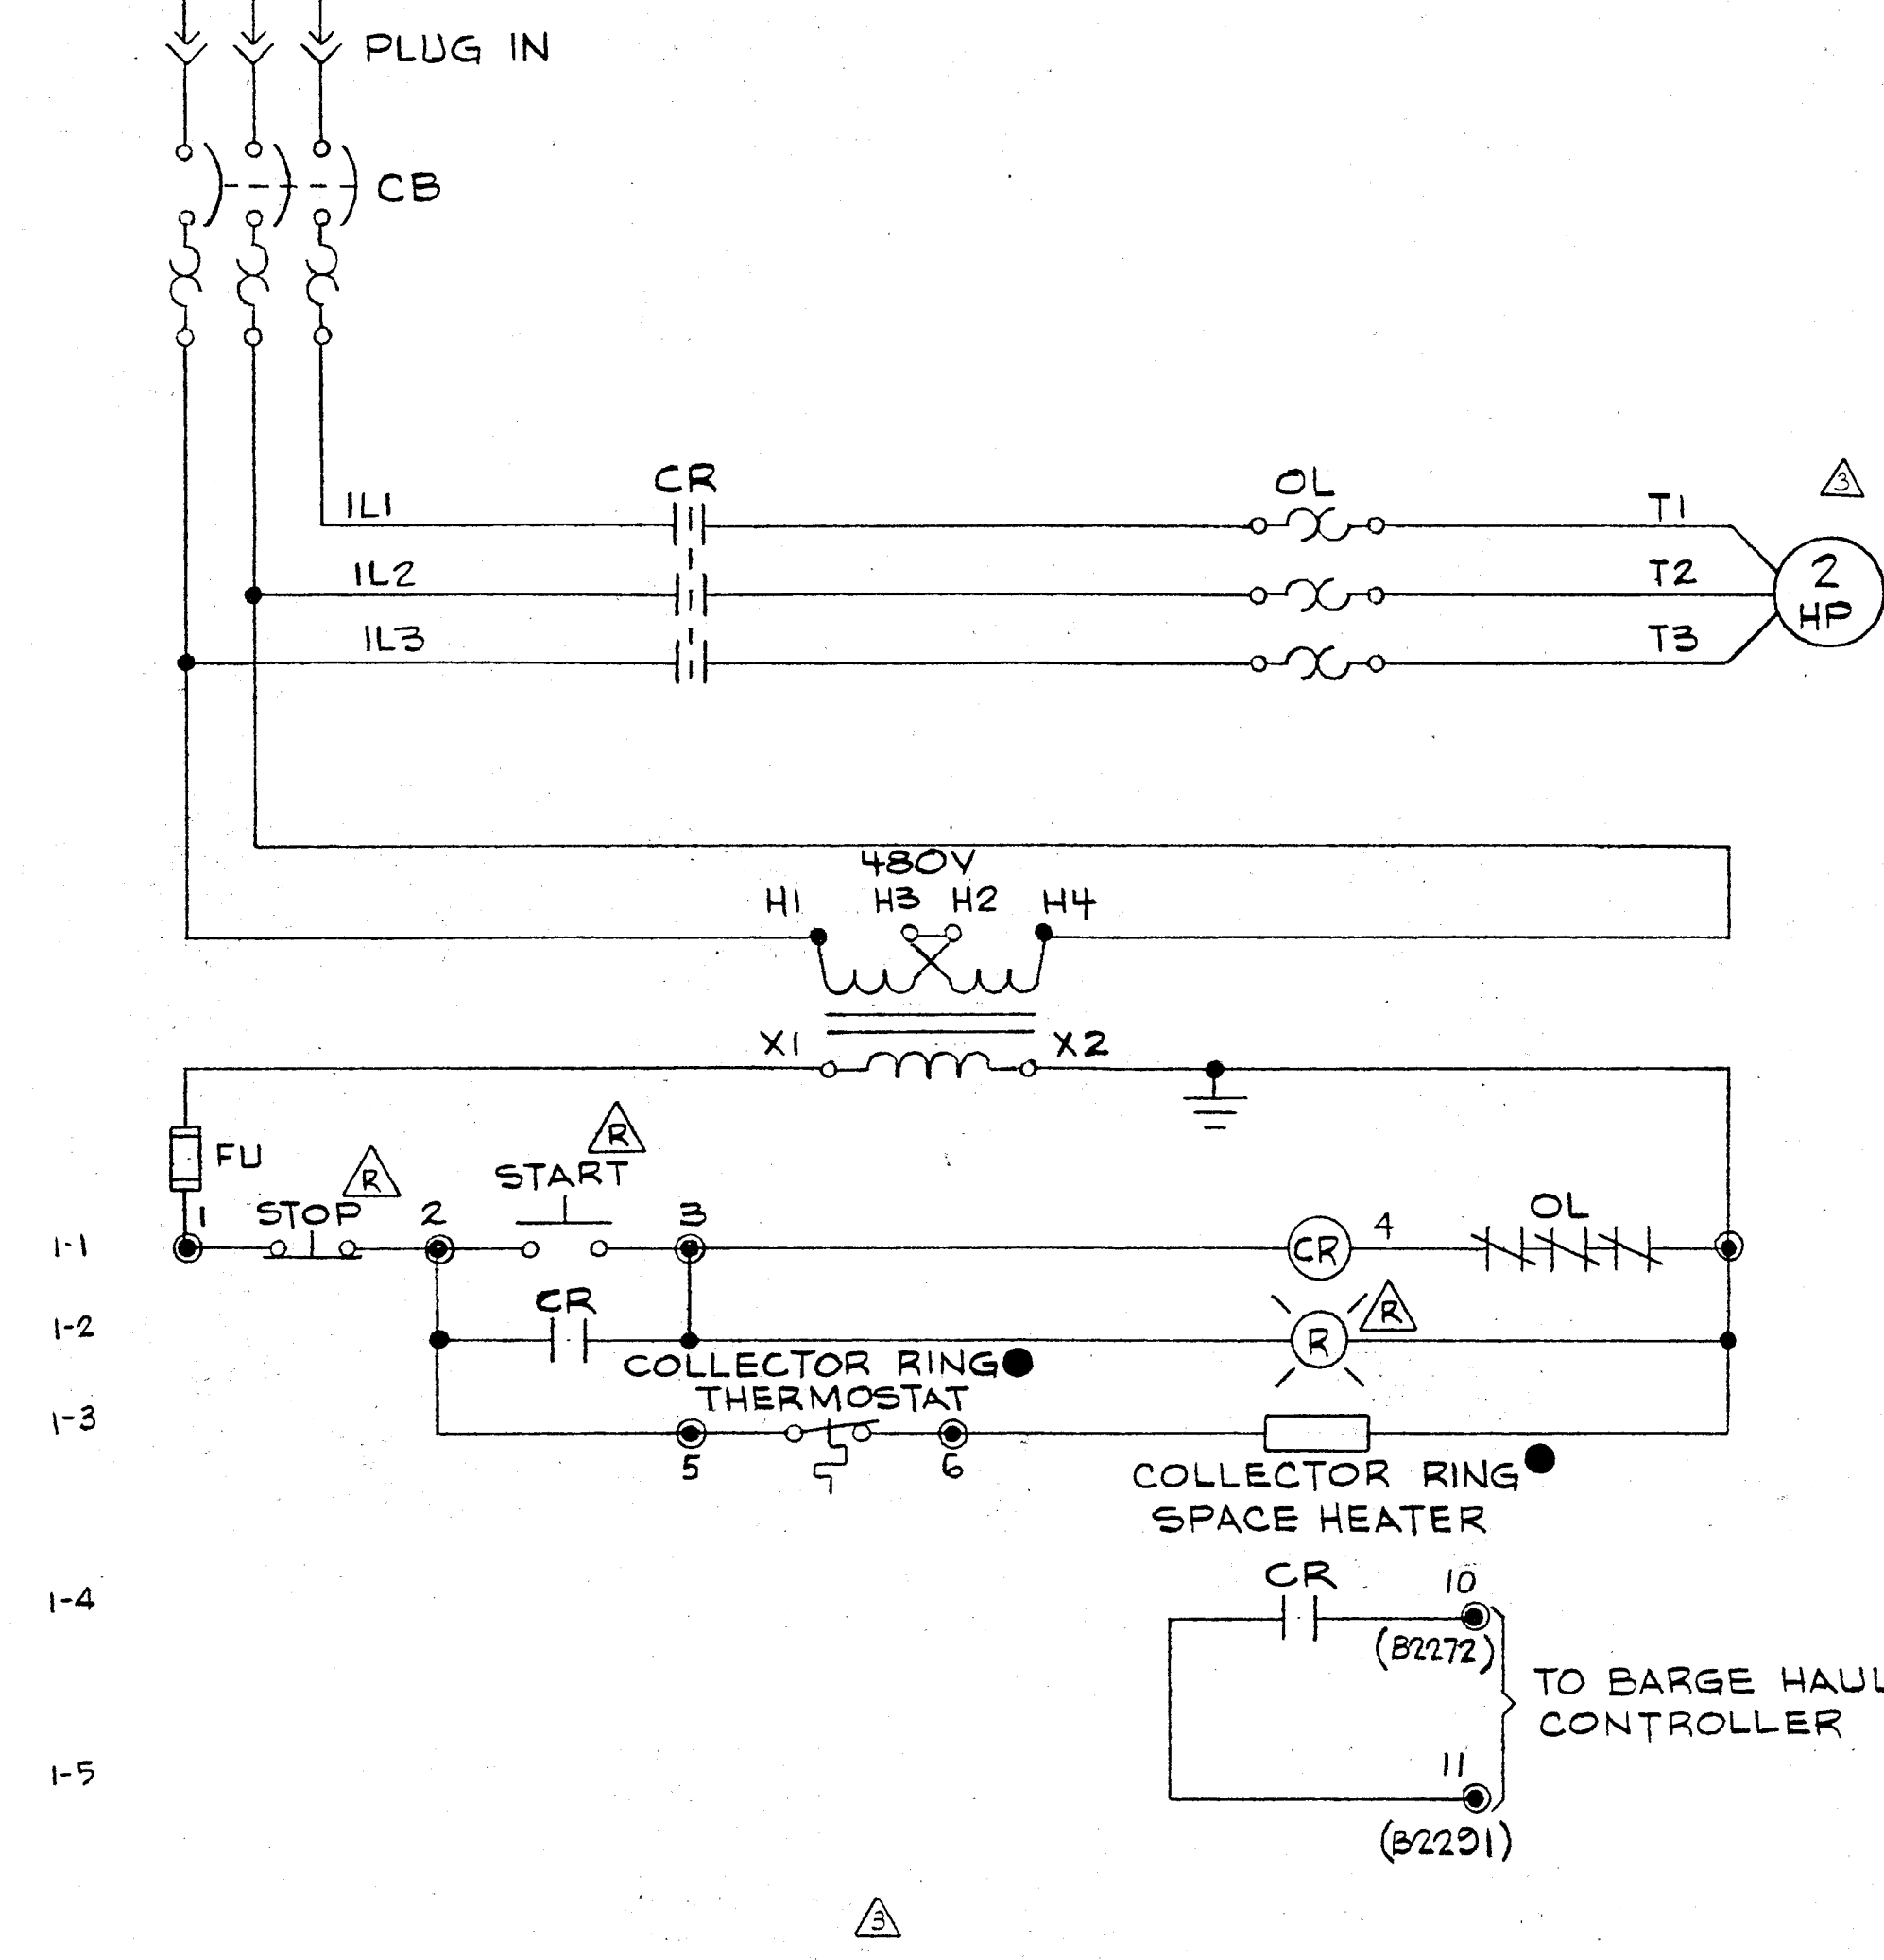 PLUG IN
CB
CR
OL
3
1L1
T1
1L2
T2
2
HP
1L3
T3
480V
H1
H3
H2
H4
X1
X2
FU
R
R
START
STOP
1
2
3
4
OL
1-1
CR
CR
R
1-2
R
COLLECTOR RING
THERMOSTAT
1-3
5
6
COLLECTOR RING
SPACE HEATER
1-4
CR
10
(B2272)
TO BARGE HAUL
CONTROLLER
1-5
11
(B2291)
3